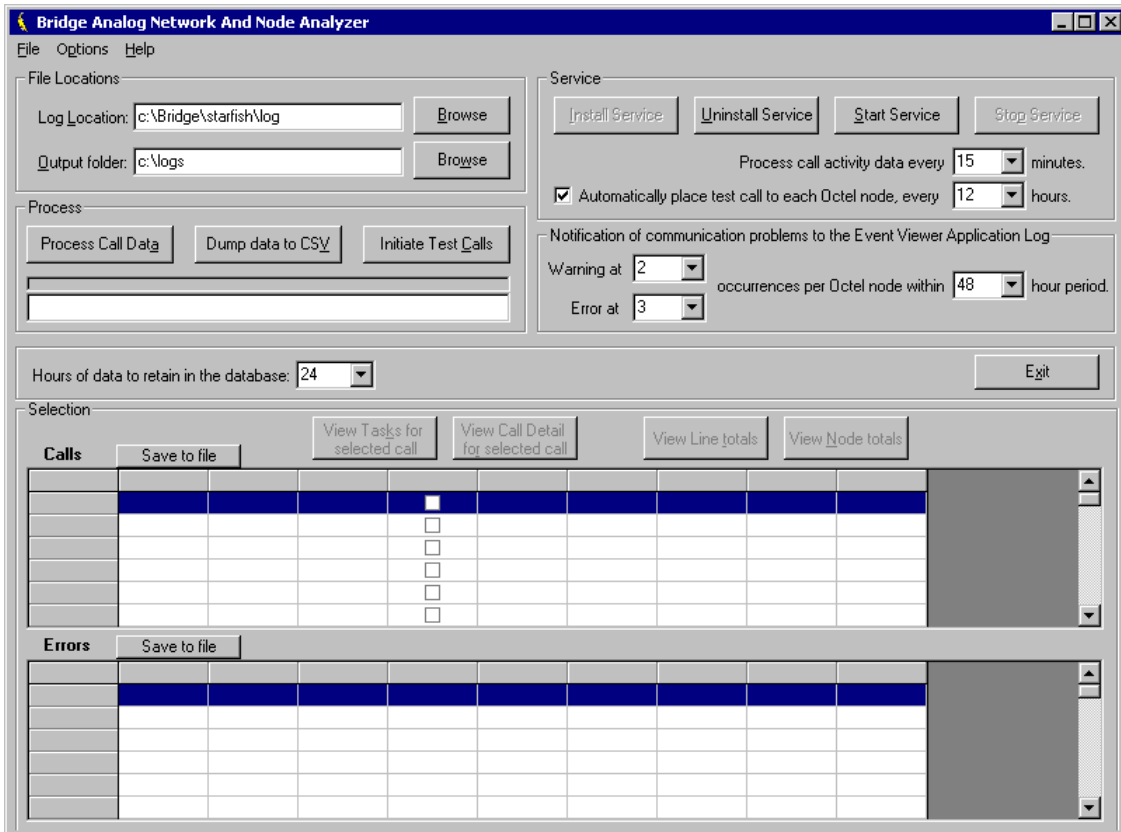 Bridge Analog Network And Node Analyzer
File Options Help
File Locations
Log Location: c:\Bridge\starfish\log Browse
Output folder: c:\logs Browse
Process
Process Call Data Dump data to CSV Initiate Test Calls
Service
Install Service Uninstall Service Start Service Stop Service
Process call activity data every 15 minutes.
Automatically place test call to each Octel node, every 12 hours.
Notification of communication problems to the Event Viewer Application Log
Warning at 2
occurrences per Octel node within 48 hour period.
Error at 3
Hours of data to retain in the database: 24 Exit
Selection
View Tasks for selected call
View Call Detail for selected call
View Line totals View Node totals
Calls Save to file
Errors Save to file